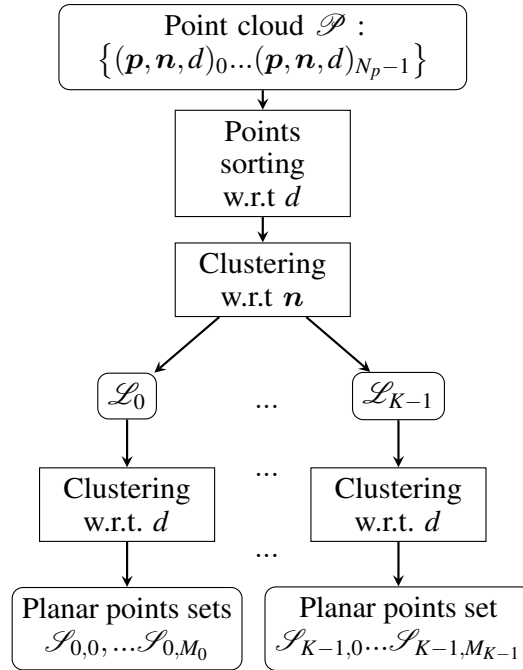 Point cloud 𝒫 :
{(p, n, d)₀...(p, n, d)_{N_p−1}}
Points
sorting
w.r.t d
Clustering
w.r.t n
ℒ₀ ... ℒ_{K−1}
...
Clustering Clustering
w.r.t. d w.r.t. d
...
Planar points sets Planar points set
𝒮_{0,0}, ...𝒮_{0,M_0} 𝒮_{K−1,0}...𝒮_{K−1,M_{K−1}}